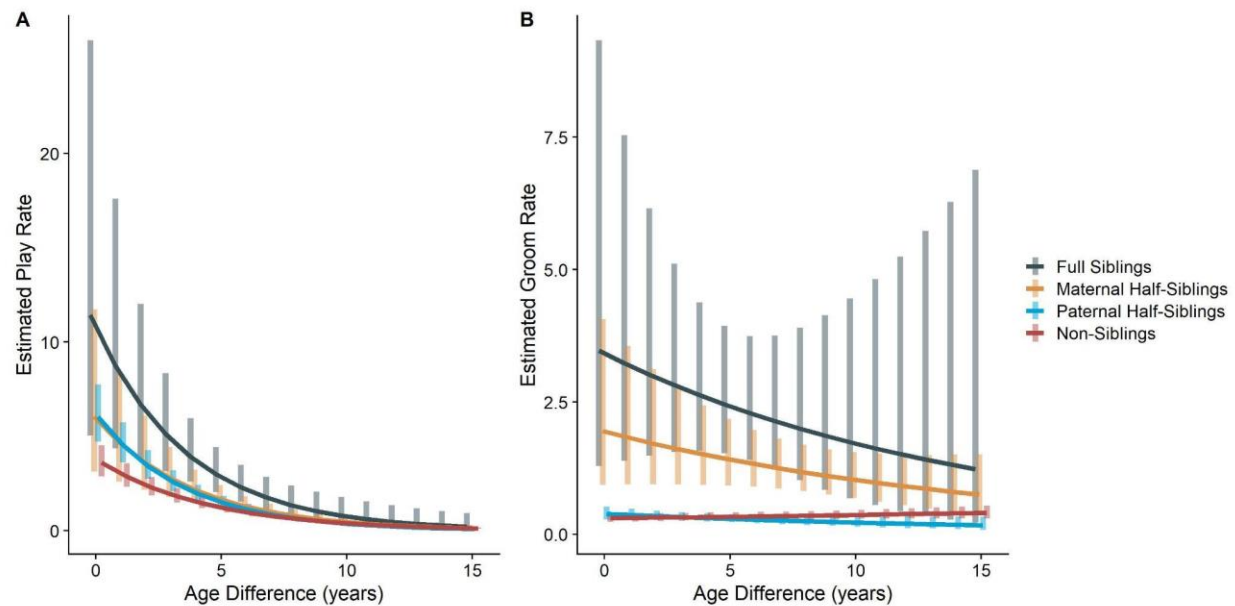 A
Estimated Play Rate
20
10
0
0 5 10 15
Age Difference (years)
B
Estimated Groom Rate
7.5
5.0
2.5
0.0
0 5 10 15
Age Difference (years)
Full Siblings
Maternal Half-Siblings
Paternal Half-Siblings
Non-Siblings